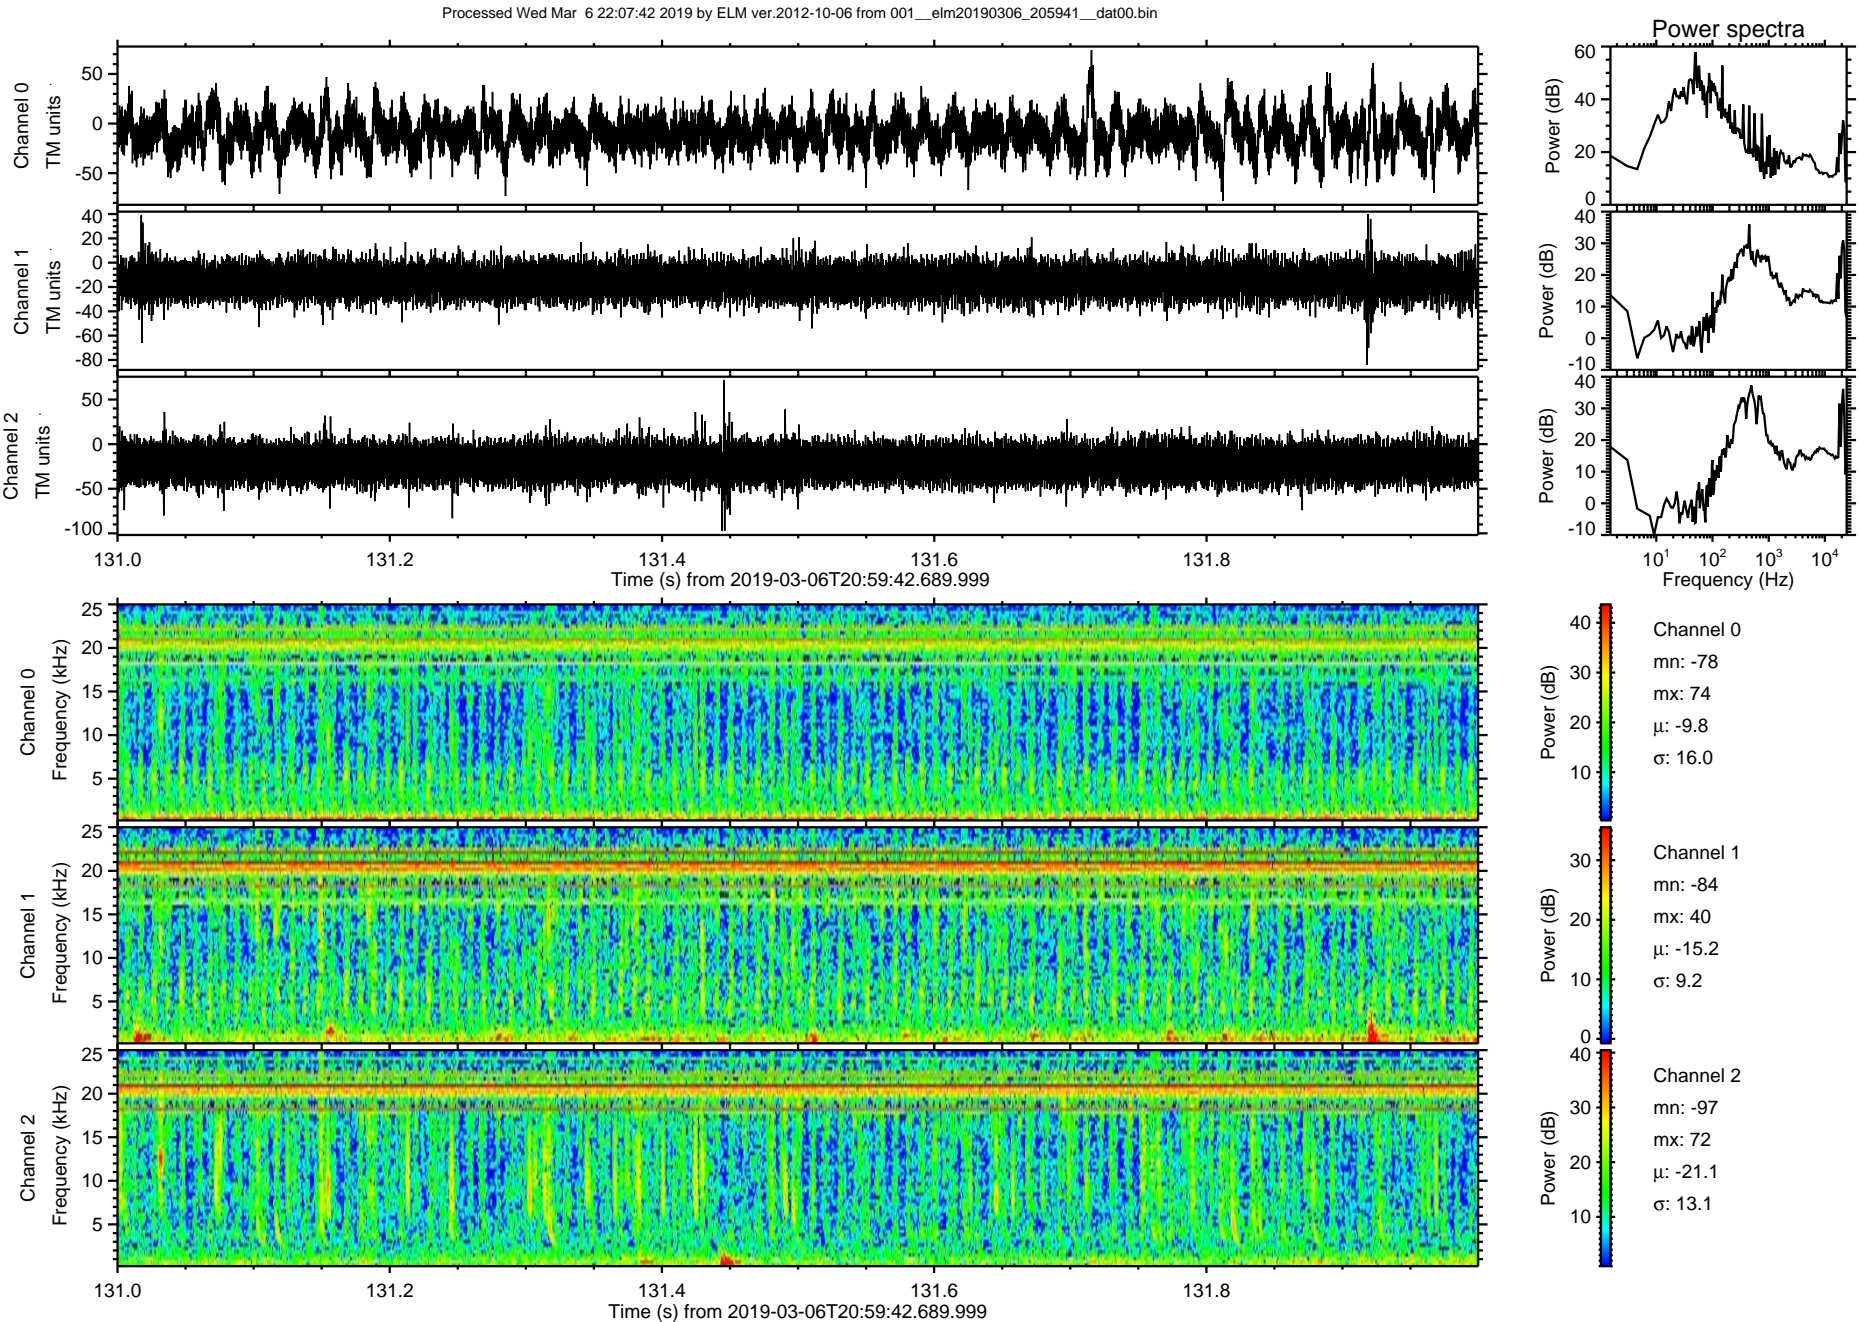 Processed Wed Mar  6 22:07:42 2019 by ELM ver.2012-10-06 from 001__elm20190306_205941__dat00.bin
Power spectra
Channel 0
TM units
50
0
-50
Power (dB)
60
40
20
0
Channel 1
TM units
40
20
0
-20
-40
-60
-80
Power (dB)
40
30
20
10
0
-10
Channel 2
TM units
50
0
-50
-100
Power (dB)
40
30
20
10
0
-10
131.0
131.2
131.4
131.6
131.8
Time (s) from 2019-03-06T20:59:42.689.999
10¹
10²
10³
10⁴
Frequency (Hz)
Channel 0
Frequency (kHz)
25
20
15
10
5
Power (dB)
40
30
20
10
Channel 0
mn: -78
mx: 74
μ: -9.8
σ: 16.0
Channel 1
Frequency (kHz)
25
20
15
10
5
Power (dB)
30
20
10
0
Channel 1
mn: -84
mx: 40
μ: -15.2
σ: 9.2
Channel 2
Frequency (kHz)
25
20
15
10
5
Power (dB)
40
30
20
10
Channel 2
mn: -97
mx: 72
μ: -21.1
σ: 13.1
131.0
131.2
131.4
131.6
131.8
Time (s) from 2019-03-06T20:59:42.689.999